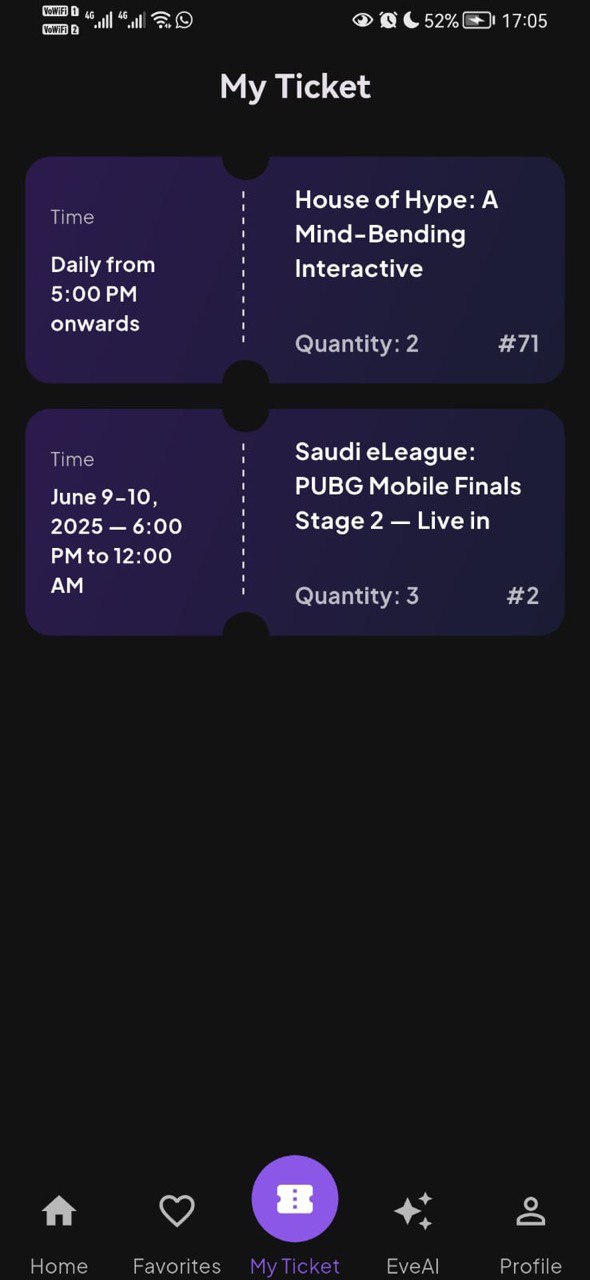 VoWiFi 1 4G 4G 52% 17:05
VoWiFi 2
My Ticket
Time
Daily from
5:00 PM
onwards
House of Hype: A
Mind-Bending
Interactive
Quantity: 2 #71
Time
June 9-10,
2025 — 6:00
PM to 12:00
AM
Saudi eLeague:
PUBG Mobile Finals
Stage 2 — Live in
Quantity: 3 #2
Home Favorites My Ticket EveAI Profile